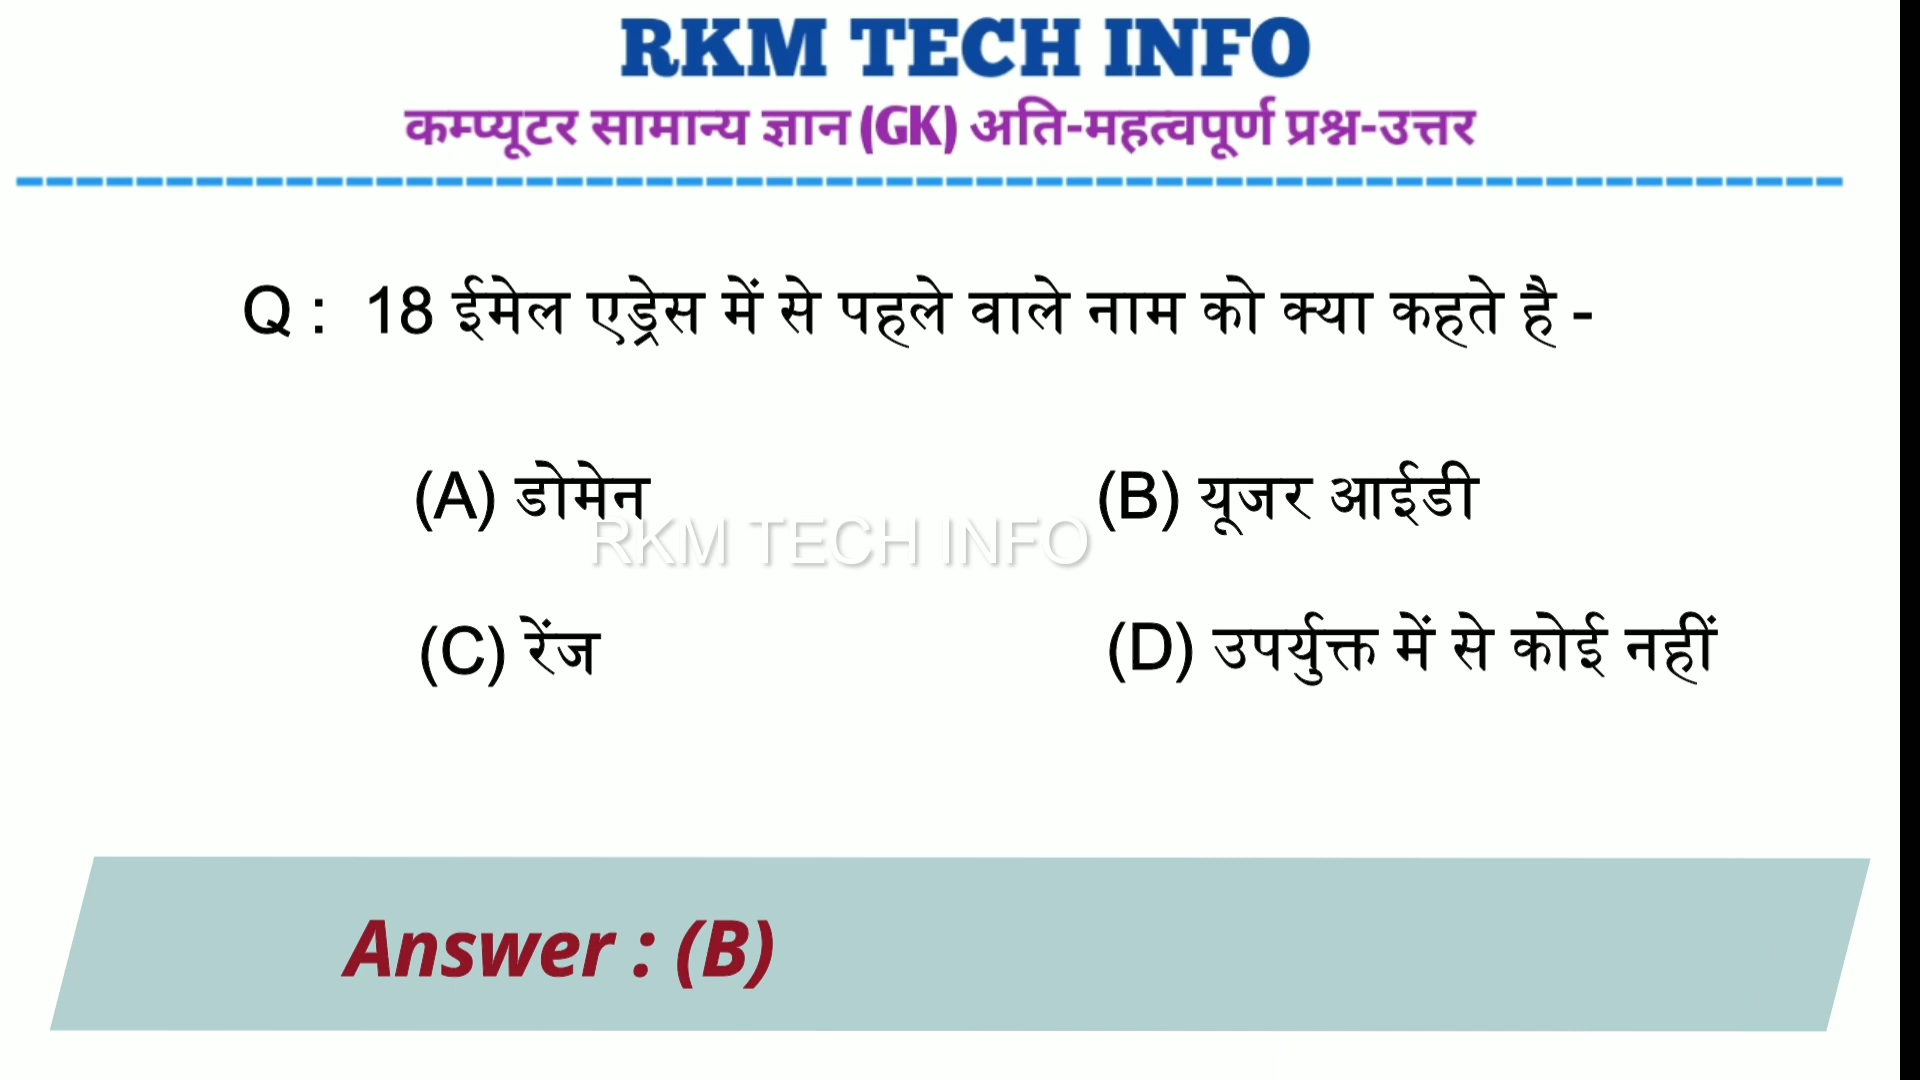 RKM TECH INFO
कम्प्यूटर सामान्य ज्ञान (GK) अति-महत्वपूर्ण प्रश्न-उत्तर
Q : 18 ईमेल एड्रेस में से पहले वाले नाम को क्या कहते है -
(A) डोमेन (B) यूजर आईडी
RKM TECH INFO
(C) रेंज (D) उपर्युक्त में से कोई नहीं
Answer : (B)